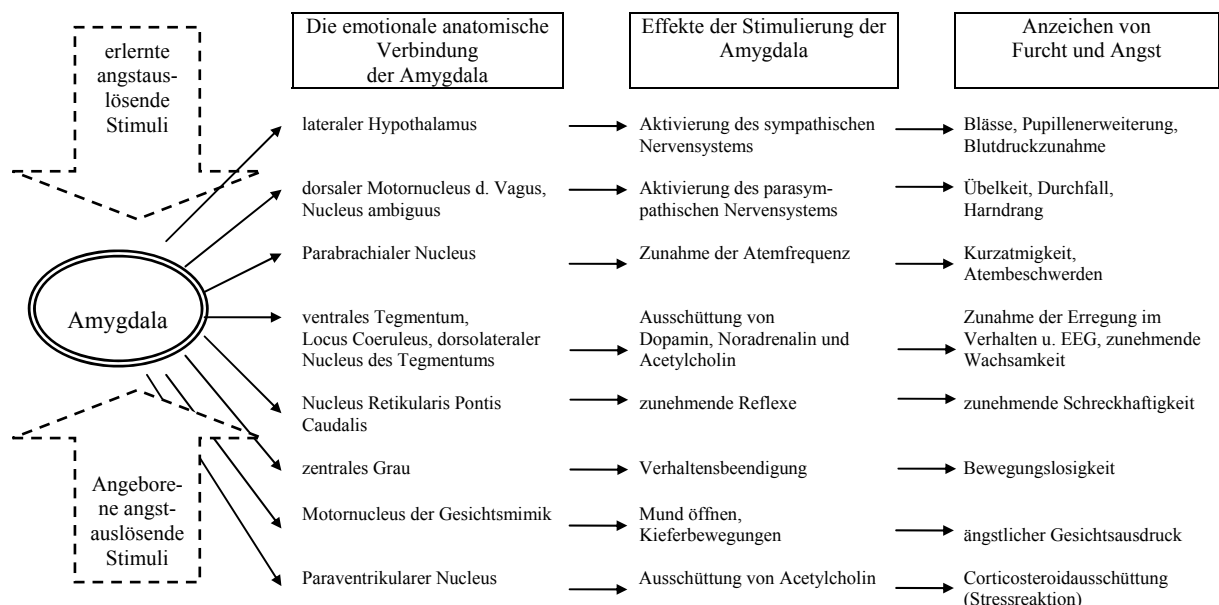 erlernte
angstaus-
lösende
Stimuli
Amygdala
Angebore-
ne angst-
auslösende
Stimuli
Die emotionale anatomische
Verbindung
der Amygdala
Effekte der Stimulierung der
Amygdala
Anzeichen von
Furcht und Angst
lateraler Hypothalamus
Aktivierung des sympathischen
Nervensystems
Blässe, Pupillenerweiterung,
Blutdruckzunahme
dorsaler Motornucleus d. Vagus,
Nucleus ambiguus
Aktivierung des parasym-
pathischen Nervensystems
Übelkeit, Durchfall,
Harndrang
Parabrachialer Nucleus
Zunahme der Atemfrequenz
Kurzatmigkeit,
Atembeschwerden
ventrales Tegmentum,
Locus Coeruleus, dorsolateraler
Nucleus des Tegmentums
Ausschüttung von
Dopamin, Noradrenalin und
Acetylcholin
Zunahme der Erregung im
Verhalten u. EEG, zunehmende
Wachsamkeit
Nucleus Retikularis Pontis
Caudalis
zunehmende Reflexe
zunehmende Schreckhaftigkeit
zentrales Grau
Verhaltensbeendigung
Bewegungslosigkeit
Motornucleus der Gesichtsmimik
Mund öffnen,
Kieferbewegungen
ängstlicher Gesichtsausdruck
Paraventrikularer Nucleus
Ausschüttung von Acetylcholin
Corticosteroidausschüttung
(Stressreaktion)